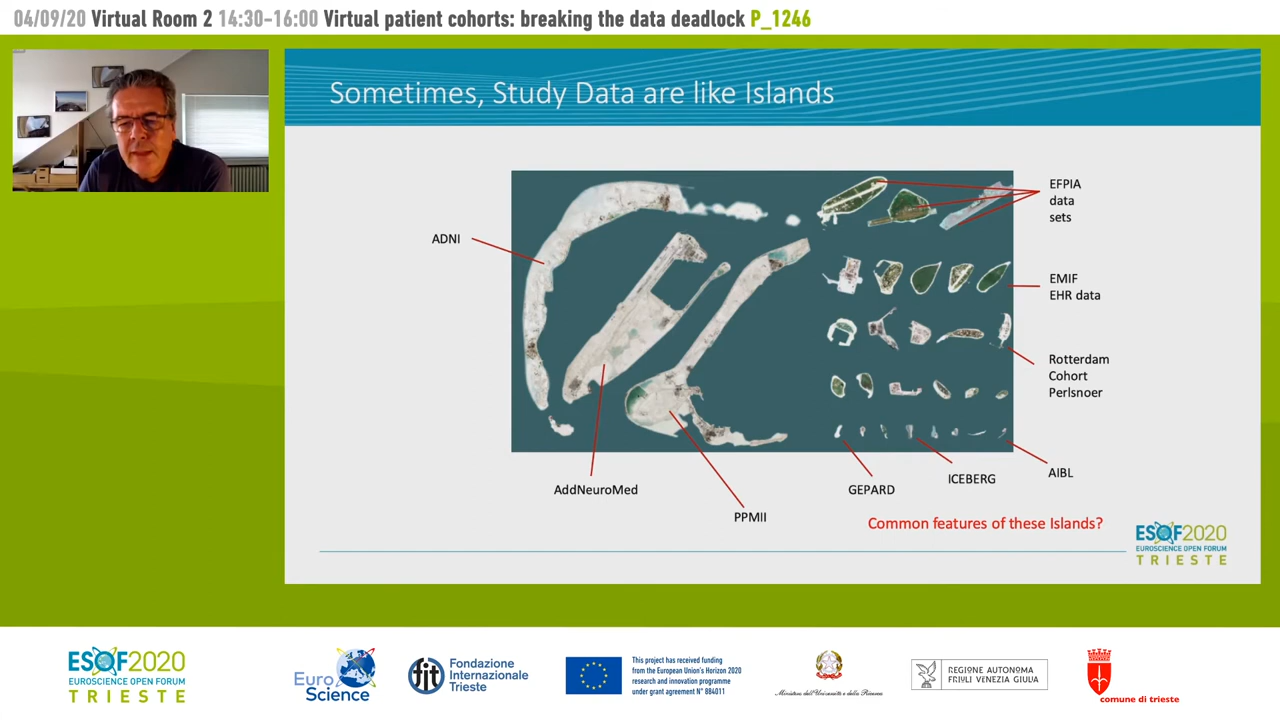 04/09/20 Virtual Room 2 14:30-16:00 Virtual patient cohorts: breaking the data deadlock P_1246
Sometimes, Study Data are like Islands
EFPIA
data
sets
ADNI
EMIF
EHR data
Rotterdam
Cohort
Perlsnoer
AddNeuroMed
PPMII
GEPARD
ICEBERG
AIBL
Common features of these Islands?
ESOF2020
EUROSCIENCE OPEN FORUM
TRIESTE
ESOF2020
EUROSCIENCE OPEN FORUM
TRIESTE
Euro
Science
fit
Fondazione
Internazionale
Trieste
This project has received funding
from the European Union's Horizon 2020
research and innovation programme
under grant agreement N° 884011
Ministero dell'Università e della Ricerca
REGIONE AUTONOMA
FRIULI VENEZIA GIULIA
comune di trieste